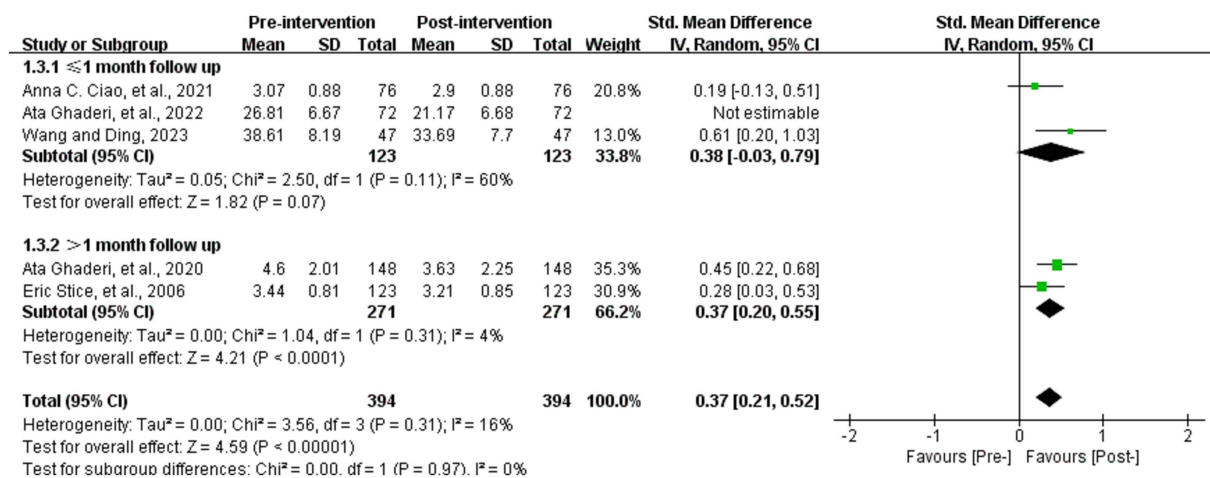 Pre-intervention Post-intervention Std. Mean Difference Std. Mean Difference
Study or Subgroup Mean SD Total Mean SD Total Weight IV, Random, 95% CI IV, Random, 95% CI
1.3.1 ≤1 month follow up
Anna C. Ciao, et al., 2021 3.07 0.88 76 2.9 0.88 76 20.8% 0.19 [-0.13, 0.51]
Ata Ghaderi, et al., 2022 26.81 6.67 72 21.17 6.68 72 Not estimable
Wang and Ding, 2023 38.61 8.19 47 33.69 7.7 47 13.0% 0.61 [0.20, 1.03]
Subtotal (95% CI) 123 123 33.8% 0.38 [-0.03, 0.79]
Heterogeneity: Tau² = 0.05; Chi² = 2.50, df = 1 (P = 0.11); I² = 60%
Test for overall effect: Z = 1.82 (P = 0.07)
1.3.2 >1 month follow up
Ata Ghaderi, et al., 2020 4.6 2.01 148 3.63 2.25 148 35.3% 0.45 [0.22, 0.68]
Eric Stice, et al., 2006 3.44 0.81 123 3.21 0.85 123 30.9% 0.28 [0.03, 0.53]
Subtotal (95% CI) 271 271 66.2% 0.37 [0.20, 0.55]
Heterogeneity: Tau² = 0.00; Chi² = 1.04, df = 1 (P = 0.31); I² = 4%
Test for overall effect: Z = 4.21 (P < 0.0001)
Total (95% CI) 394 394 100.0% 0.37 [0.21, 0.52]
Heterogeneity: Tau² = 0.00; Chi² = 3.56, df = 3 (P = 0.31); I² = 16%
Test for overall effect: Z = 4.59 (P < 0.00001)
Test for subgroup differences: Chi² = 0.00, df = 1 (P = 0.97), I² = 0%
-2 -1 0 1 2
Favours [Pre-] Favours [Post-]